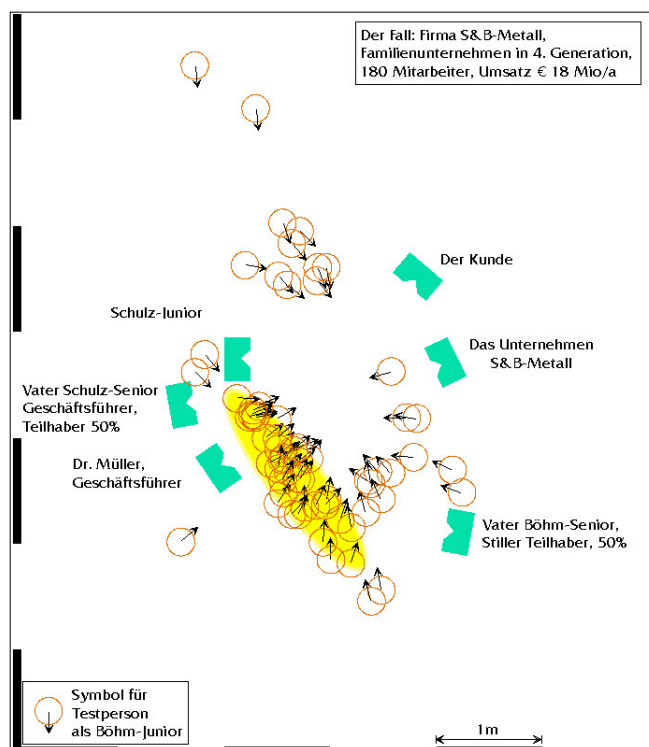 Der Fall: Firma S&B-Metall,
Familienunternehmen in 4. Generation,
180 Mitarbeiter, Umsatz € 18 Mio/a
Der Kunde
Schulz-Junior
Das Unternehmen
S&B-Metall
Vater Schulz-Senior
Geschäftsführer,
Teilhaber 50%
Dr. Müller,
Geschäftsführer
Vater Böhm-Senior,
Stiller Teilhaber, 50%
Symbol für
Testperson
als Böhm-Junior
1m